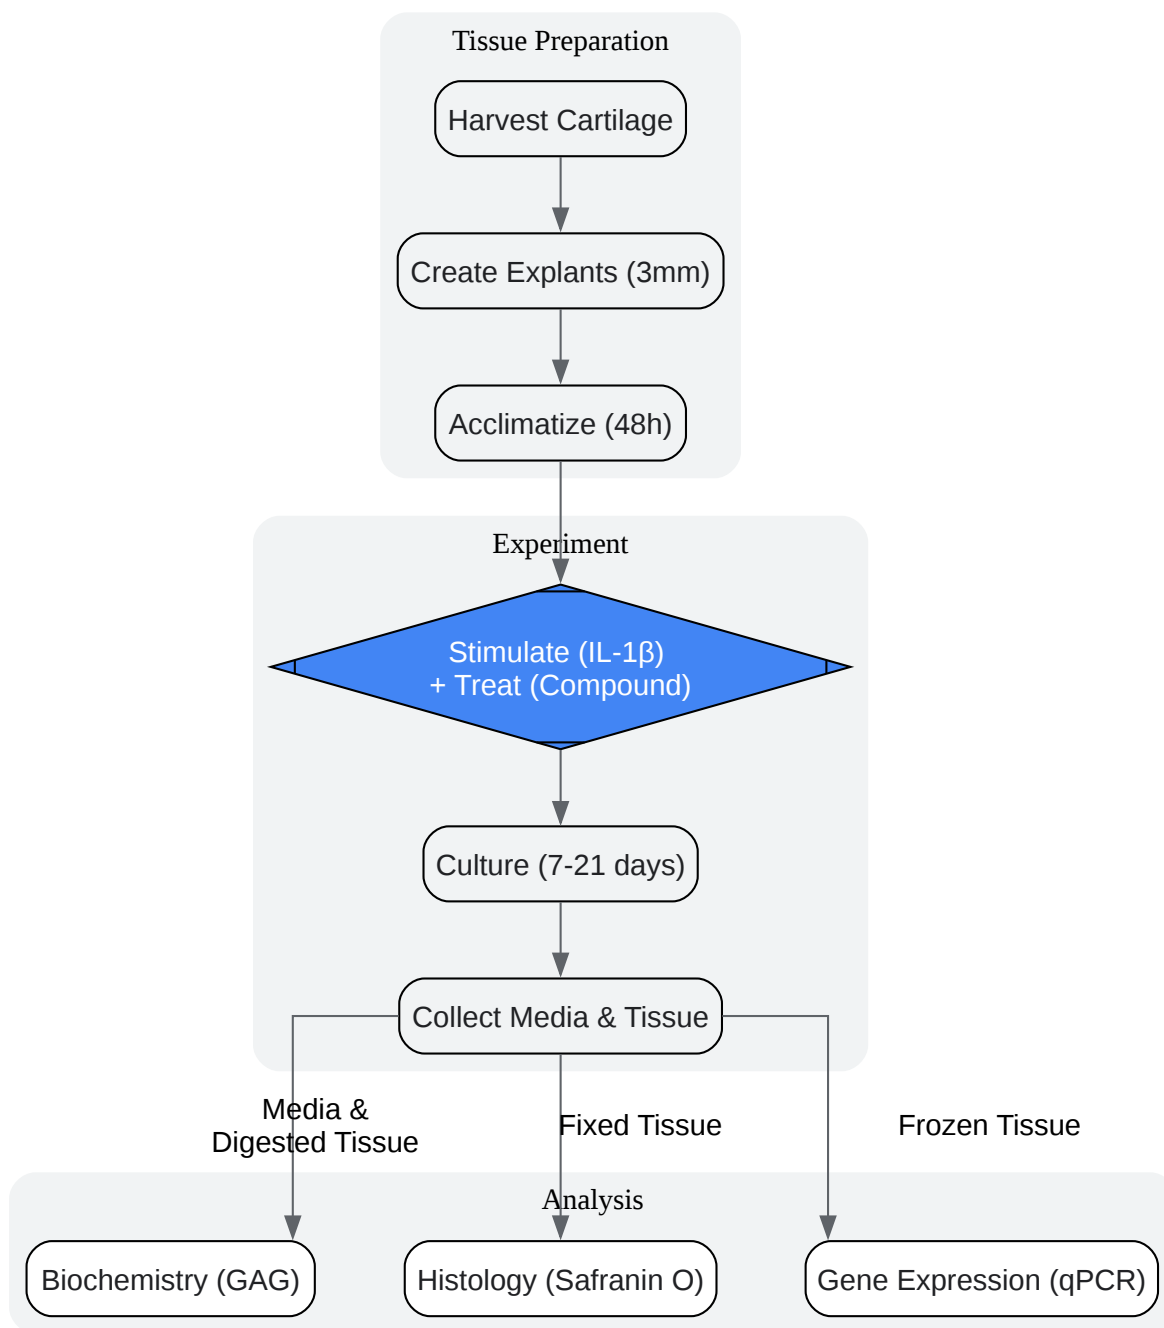 Tissue Preparation
Harvest Cartilage
Create Explants (3mm)
Acclimatize (48h)
Experiment
Stimulate (IL-1β)
+ Treat (Compound)
Culture (7-21 days)
Collect Media & Tissue
Media &
Digested Tissue
Fixed Tissue
Frozen Tissue
Analysis
Biochemistry (GAG)
Histology (Safranin O)
Gene Expression (qPCR)